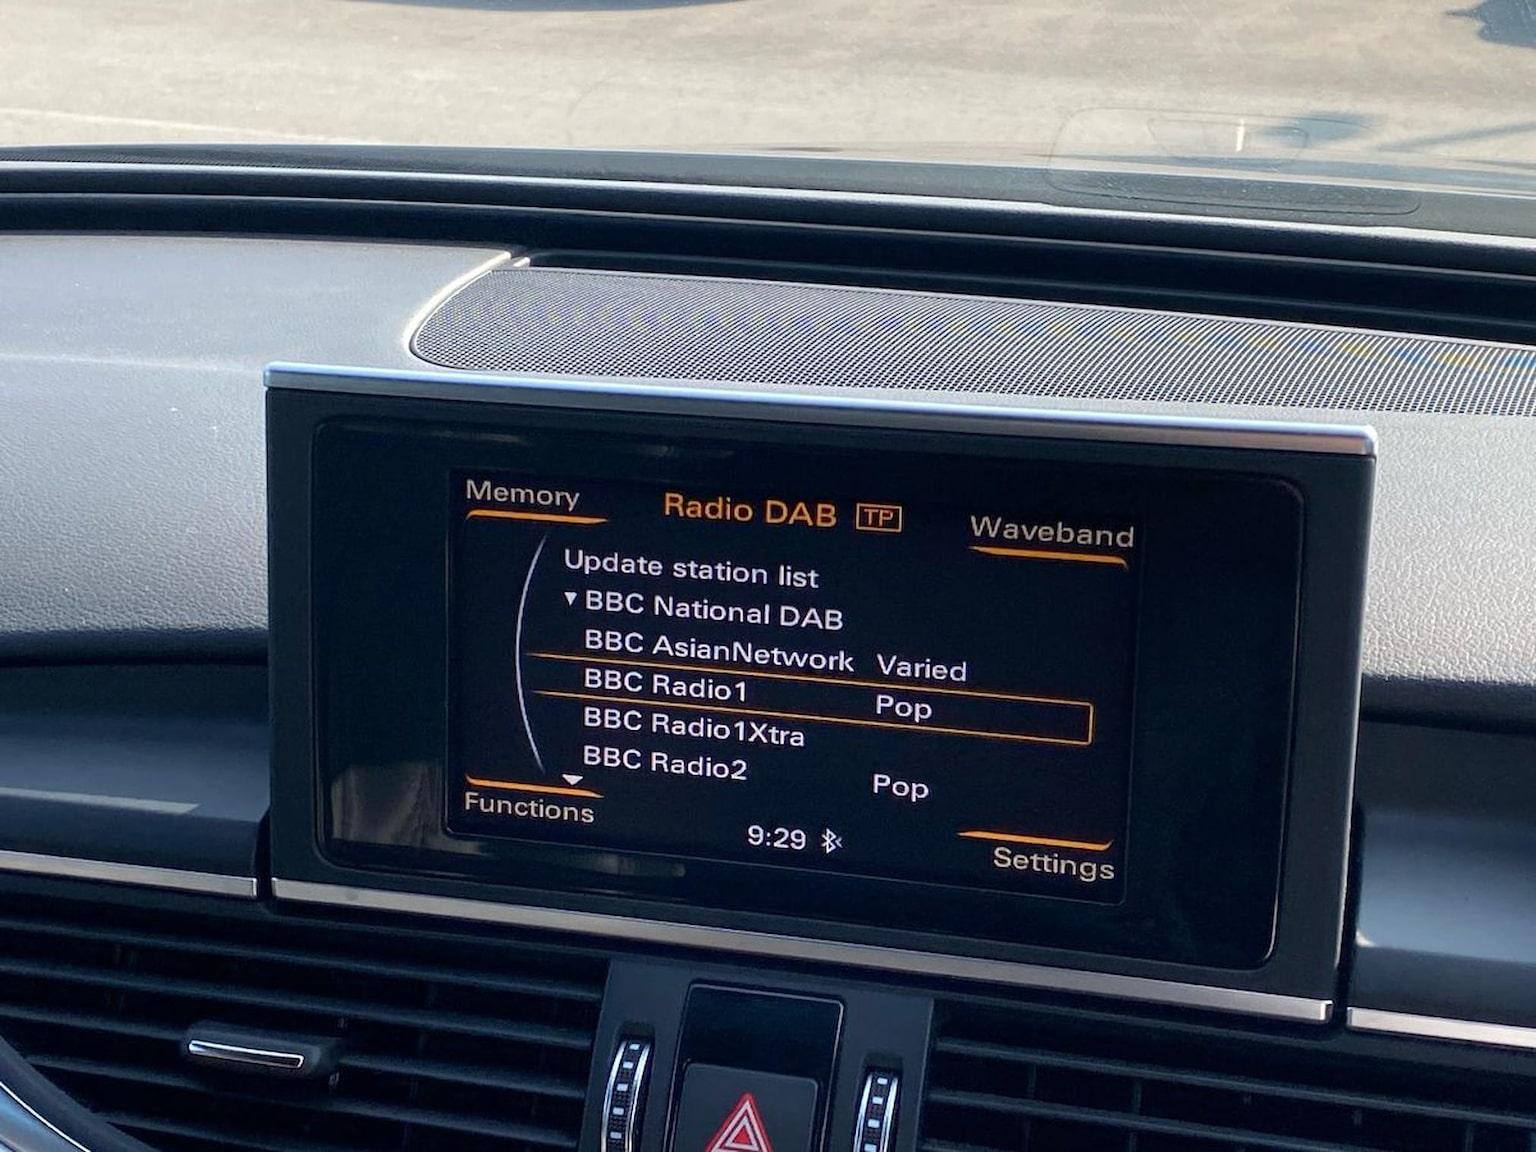 Memory
Radio DAB TP
Waveband
Update station list
▼ BBC National DAB
BBC AsianNetwork Varied
BBC Radio1 Pop
BBC Radio1Xtra
BBC Radio2 Pop
Functions
9:29
Settings